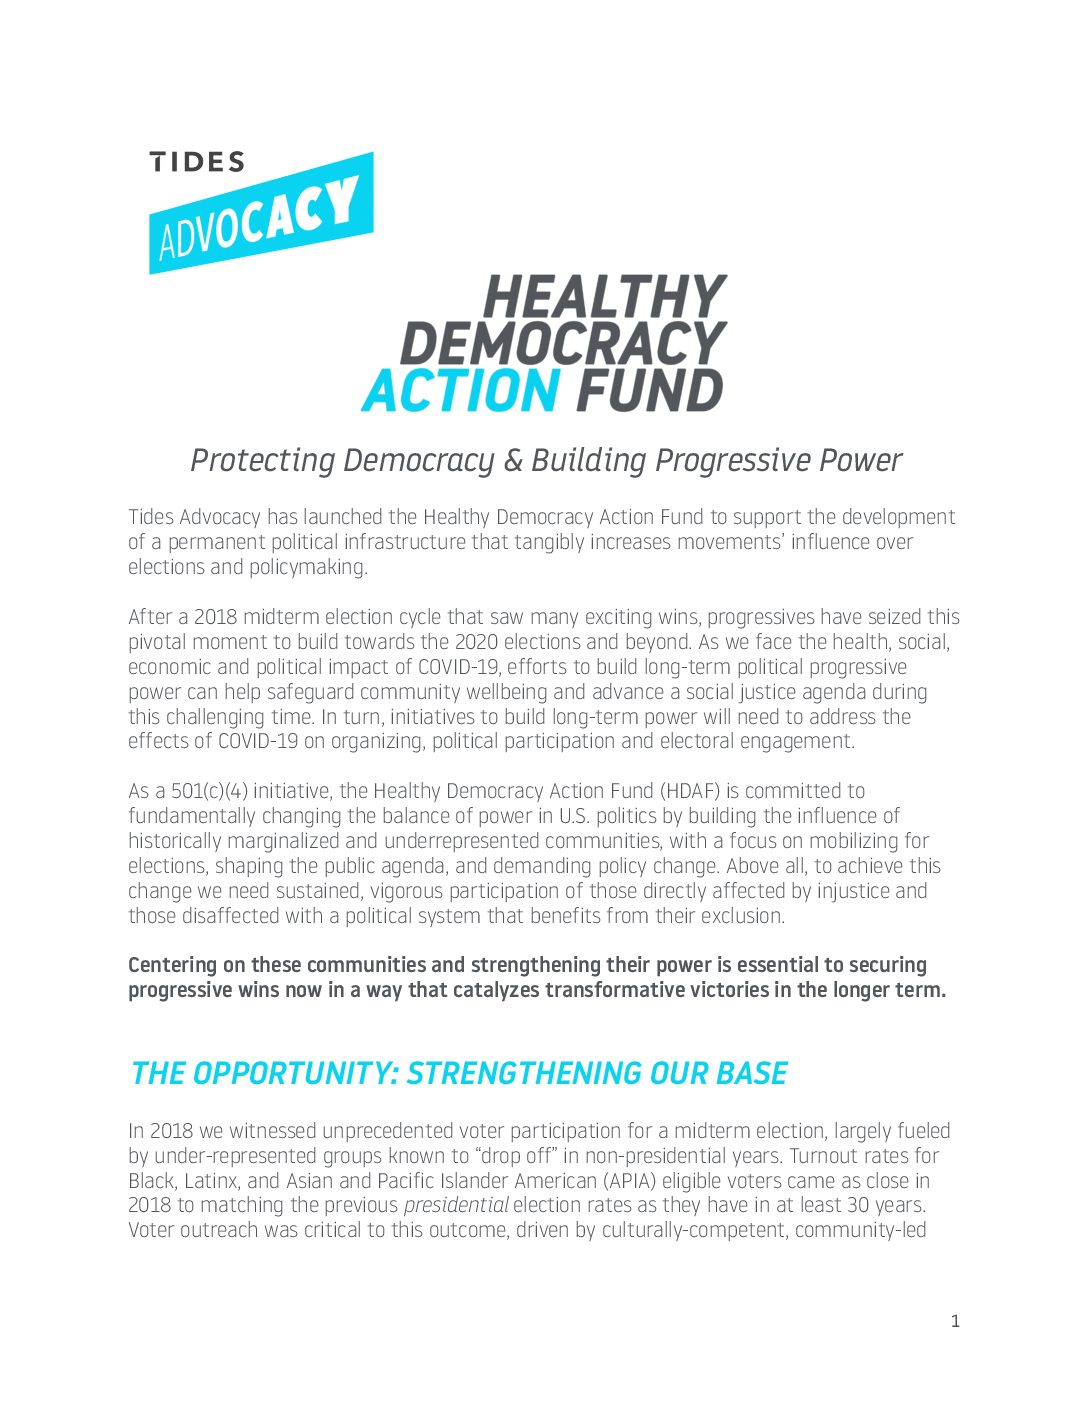 TIDES
ADVOCACY
HEALTHY
DEMOCRACY
ACTION FUND
Protecting Democracy & Building Progressive Power
Tides Advocacy has launched the Healthy Democracy Action Fund to support the development
of a permanent political infrastructure that tangibly increases movements’ influence over
elections and policymaking.
After a 2018 midterm election cycle that saw many exciting wins, progressives have seized this
pivotal moment to build towards the 2020 elections and beyond. As we face the health, social,
economic and political impact of COVID-19, efforts to build long-term political progressive
power can help safeguard community wellbeing and advance a social justice agenda during
this challenging time. In turn, initiatives to build long-term power will need to address the
effects of COVID-19 on organizing, political participation and electoral engagement.
As a 501(c)(4) initiative, the Healthy Democracy Action Fund (HDAF) is committed to
fundamentally changing the balance of power in U.S. politics by building the influence of
historically marginalized and underrepresented communities, with a focus on mobilizing for
elections, shaping the public agenda, and demanding policy change. Above all, to achieve this
change we need sustained, vigorous participation of those directly affected by injustice and
those disaffected with a political system that benefits from their exclusion.
Centering on these communities and strengthening their power is essential to securing
progressive wins now in a way that catalyzes transformative victories in the longer term.
THE OPPORTUNITY: STRENGTHENING OUR BASE
In 2018 we witnessed unprecedented voter participation for a midterm election, largely fueled
by under-represented groups known to “drop off” in non-presidential years. Turnout rates for
Black, Latinx, and Asian and Pacific Islander American (APIA) eligible voters came as close in
2018 to matching the previous presidential election rates as they have in at least 30 years.
Voter outreach was critical to this outcome, driven by culturally-competent, community-led
1